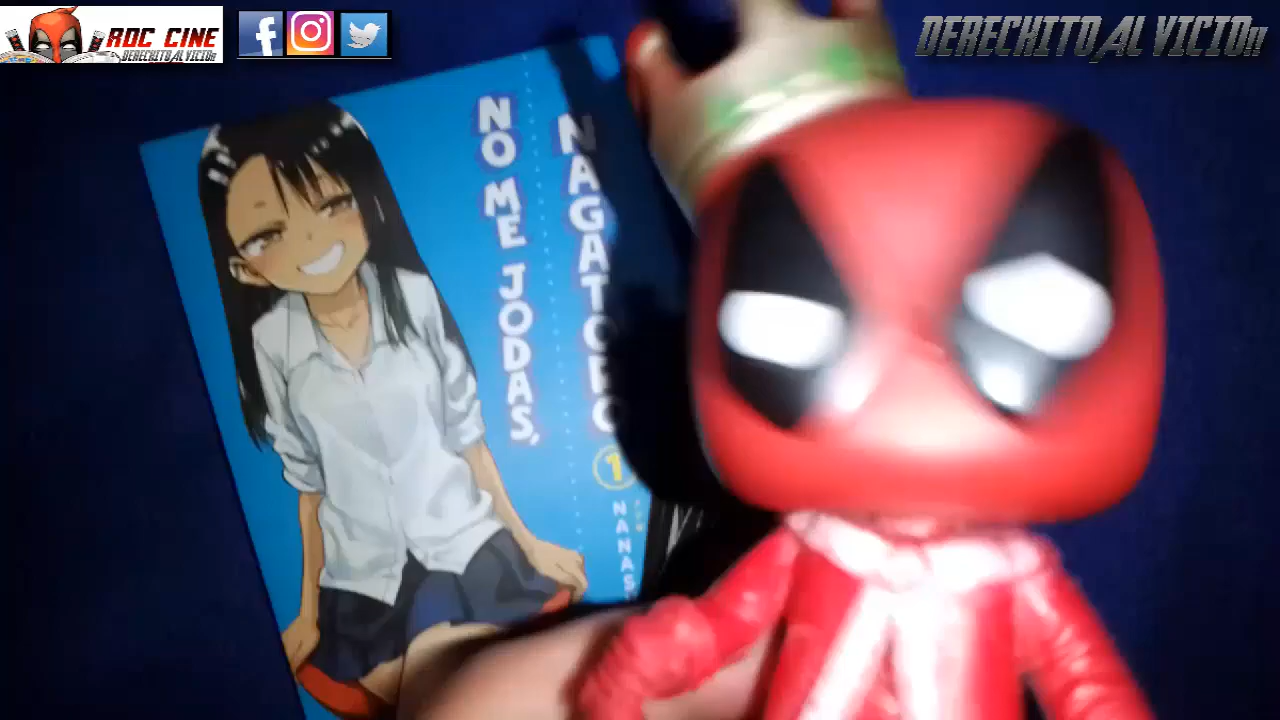 ROC CINE
DERECHITO AL VICIO!!
DERECHITO AL VICIO!!
NO ME JODAS,
NAGATORO
1
NANAS